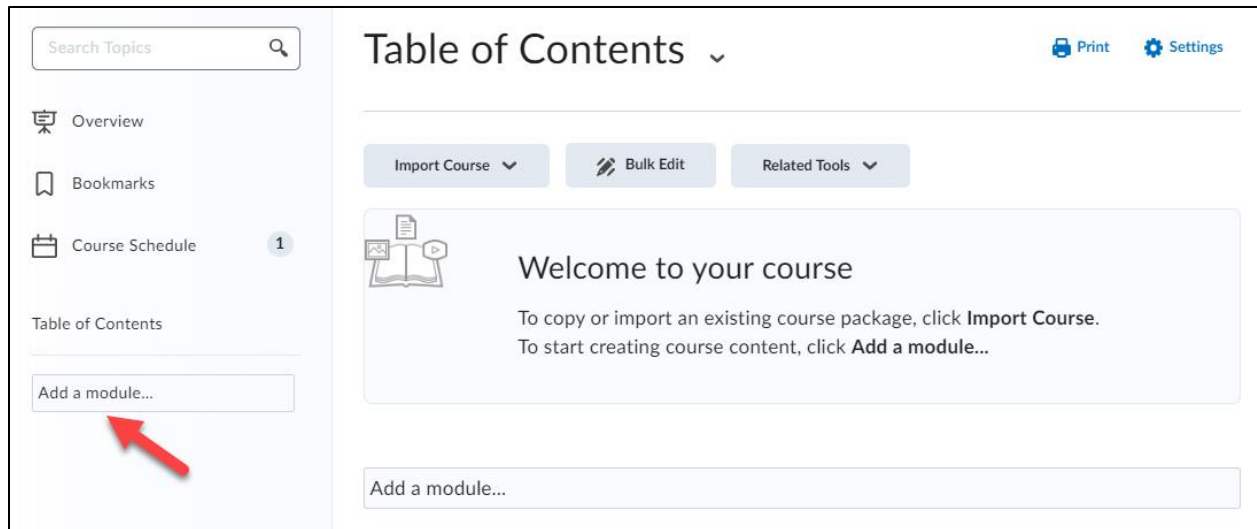 Search Topics
Overview
Bookmarks
Course Schedule 1
Table of Contents
Add a module...
Table of Contents
Print Settings
Import Course Bulk Edit Related Tools
Welcome to your course
To copy or import an existing course package, click Import Course.
To start creating course content, click Add a module...
Add a module...